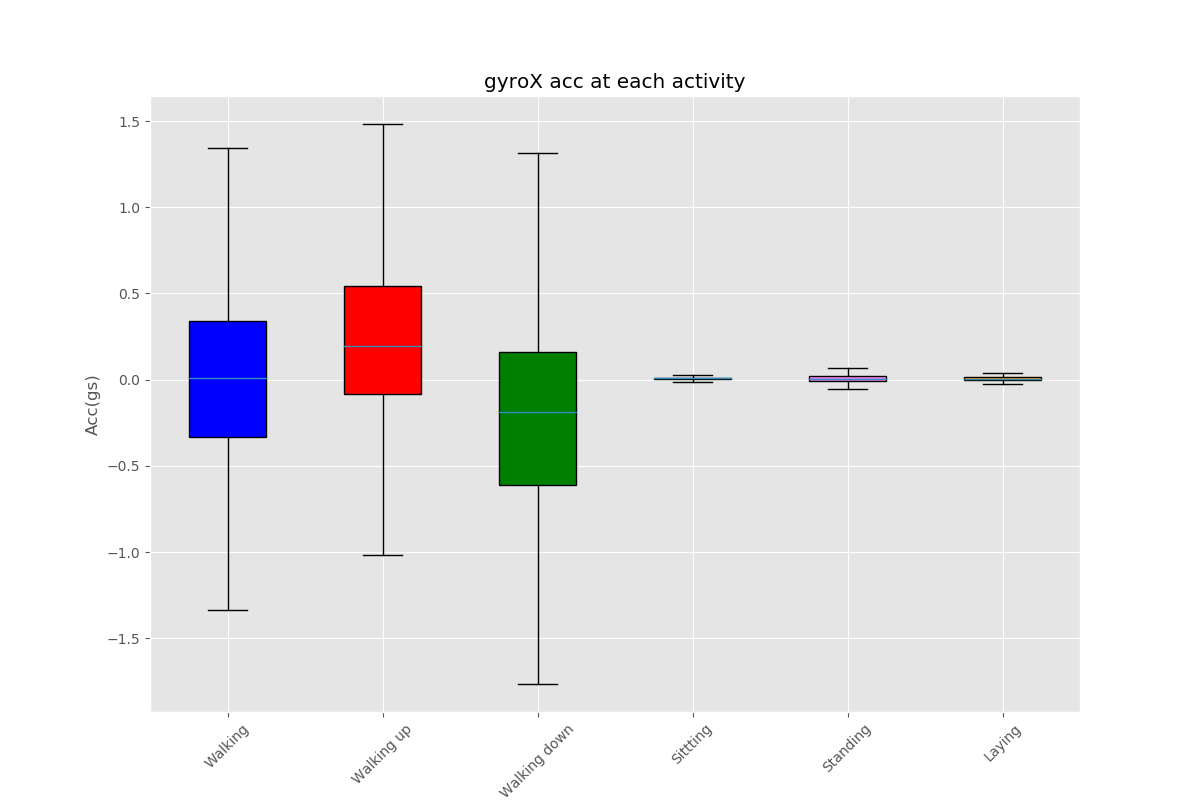 gyroX acc at each activity
Acc(gs)
1.5
1.0
0.5
0.0
−0.5
−1.0
−1.5
Walking
Walking up
Walking down
Sittting
Standing
Laying